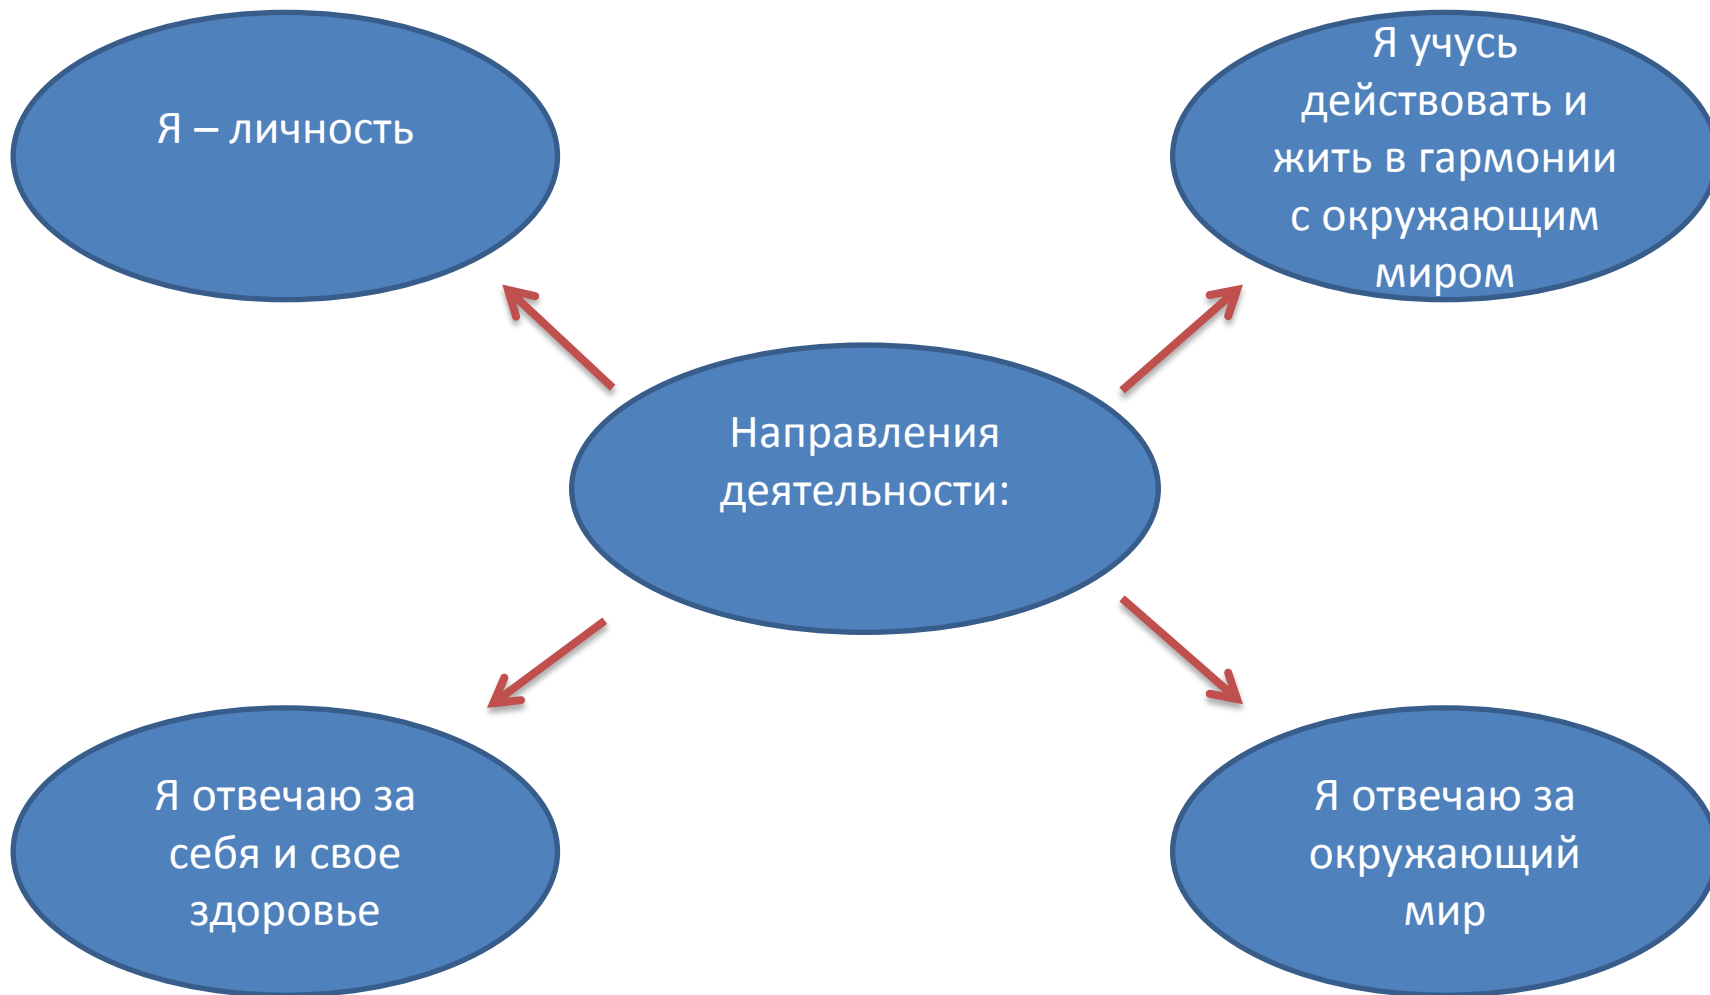 Я – личность
Я учусь
действовать и
жить в гармонии
с окружающим
миром
Направления
деятельности:
Я отвечаю за
себя и свое
здоровье
Я отвечаю за
окружающий
мир